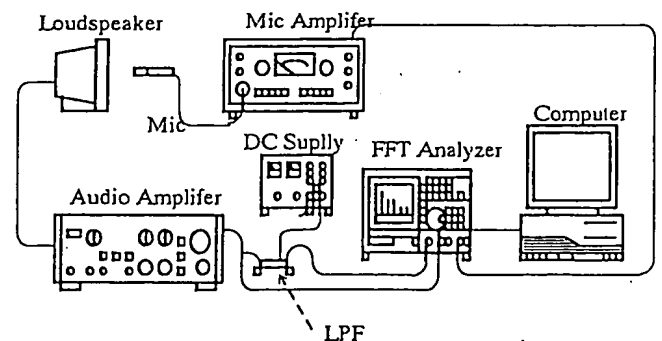 Loudspeaker
Mic Amplifer
Mic
Computer
DC Suplly
FFT Analyzer
Audio Amplifer
LPF